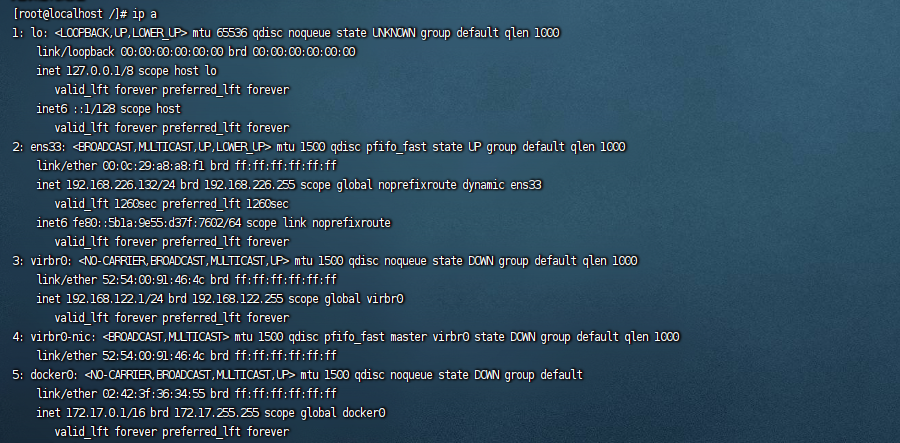 [root@localhost /]# ip a
1: lo: <LOOPBACK,UP,LOWER_UP> mtu 65536 qdisc noqueue state UNKNOWN group default qlen 1000
link/loopback 00:00:00:00:00:00 brd 00:00:00:00:00:00
inet 127.0.0.1/8 scope host lo
valid_lft forever preferred_lft forever
inet6 ::1/128 scope host
valid_lft forever preferred_lft forever
2: ens33: <BROADCAST,MULTICAST,UP,LOWER_UP> mtu 1500 qdisc pfifo_fast state UP group default qlen 1000
link/ether 00:0c:29:a8:a8:f1 brd ff:ff:ff:ff:ff:ff
inet 192.168.226.132/24 brd 192.168.226.255 scope global noprefixroute dynamic ens33
valid_lft 1260sec preferred_lft 1260sec
inet6 fe80::5b1a:9e55:d37f:7602/64 scope link noprefixroute
valid_lft forever preferred_lft forever
3: virbr0: <NO-CARRIER,BROADCAST,MULTICAST,UP> mtu 1500 qdisc noqueue state DOWN group default qlen 1000
link/ether 52:54:00:91:46:4c brd ff:ff:ff:ff:ff:ff
inet 192.168.122.1/24 brd 192.168.122.255 scope global virbr0
valid_lft forever preferred_lft forever
4: virbr0-nic: <BROADCAST,MULTICAST> mtu 1500 qdisc pfifo_fast master virbr0 state DOWN group default qlen 1000
link/ether 52:54:00:91:46:4c brd ff:ff:ff:ff:ff:ff
5: docker0: <NO-CARRIER,BROADCAST,MULTICAST,UP> mtu 1500 qdisc noqueue state DOWN group default
link/ether 02:42:3f:36:34:55 brd ff:ff:ff:ff:ff:ff
inet 172.17.0.1/16 brd 172.17.255.255 scope global docker0
valid_lft forever preferred_lft forever